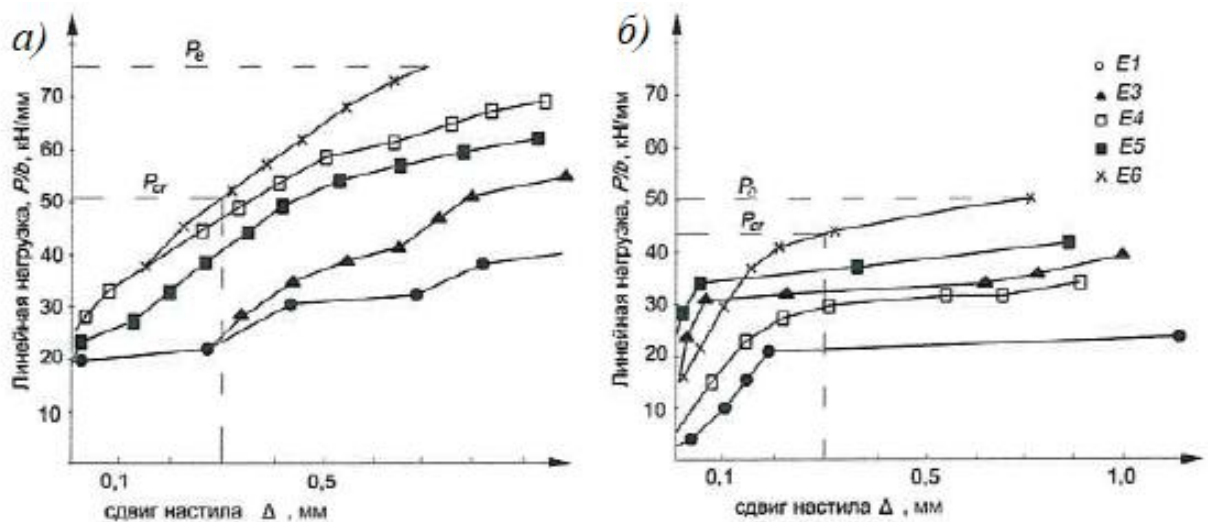 а)
Линейная нагрузка, P/b, кН/мм
70
60
50
40
30
20
10
Pe
Pcr
0,1
0,5
сдвиг настила Δ , мм
б)
Линейная нагрузка, P/b, кН/мм
70
60
50
40
30
20
10
Pcr
E1
E3
E4
E5
E6
0,1
0,5
1,0
сдвиг настила Δ , мм